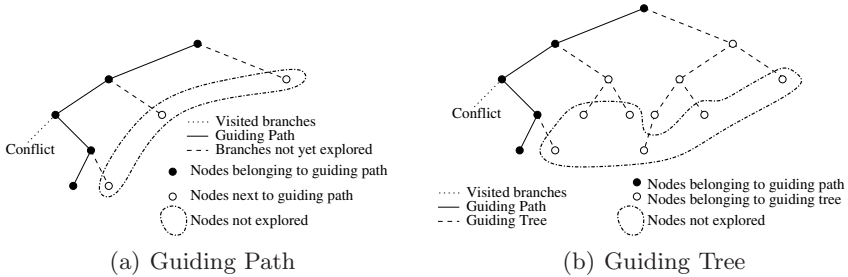 Conflict
Visited branches
Guiding Path
Branches not yet explored
Nodes belonging to guiding path
Nodes next to guiding path
Nodes not explored
(a) Guiding Path
Conflict
Visited branches
Guiding Path
Guiding Tree
Nodes belonging to guiding path
Nodes belonging to guiding tree
Nodes not explored
(b) Guiding Tree